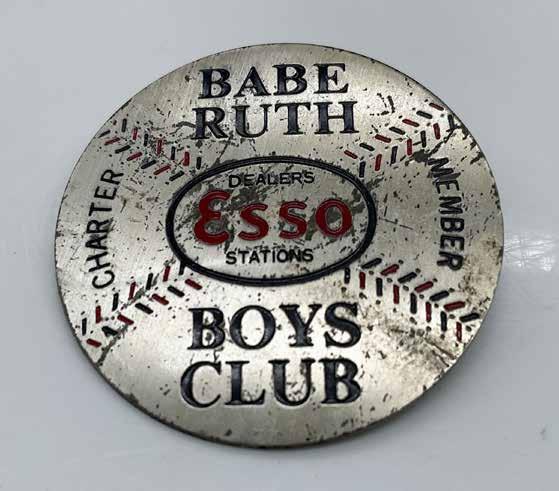 BABE
RUTH
CHARTER
DEALERS
Esso
STATIONS
MEMBER
BOYS
CLUB